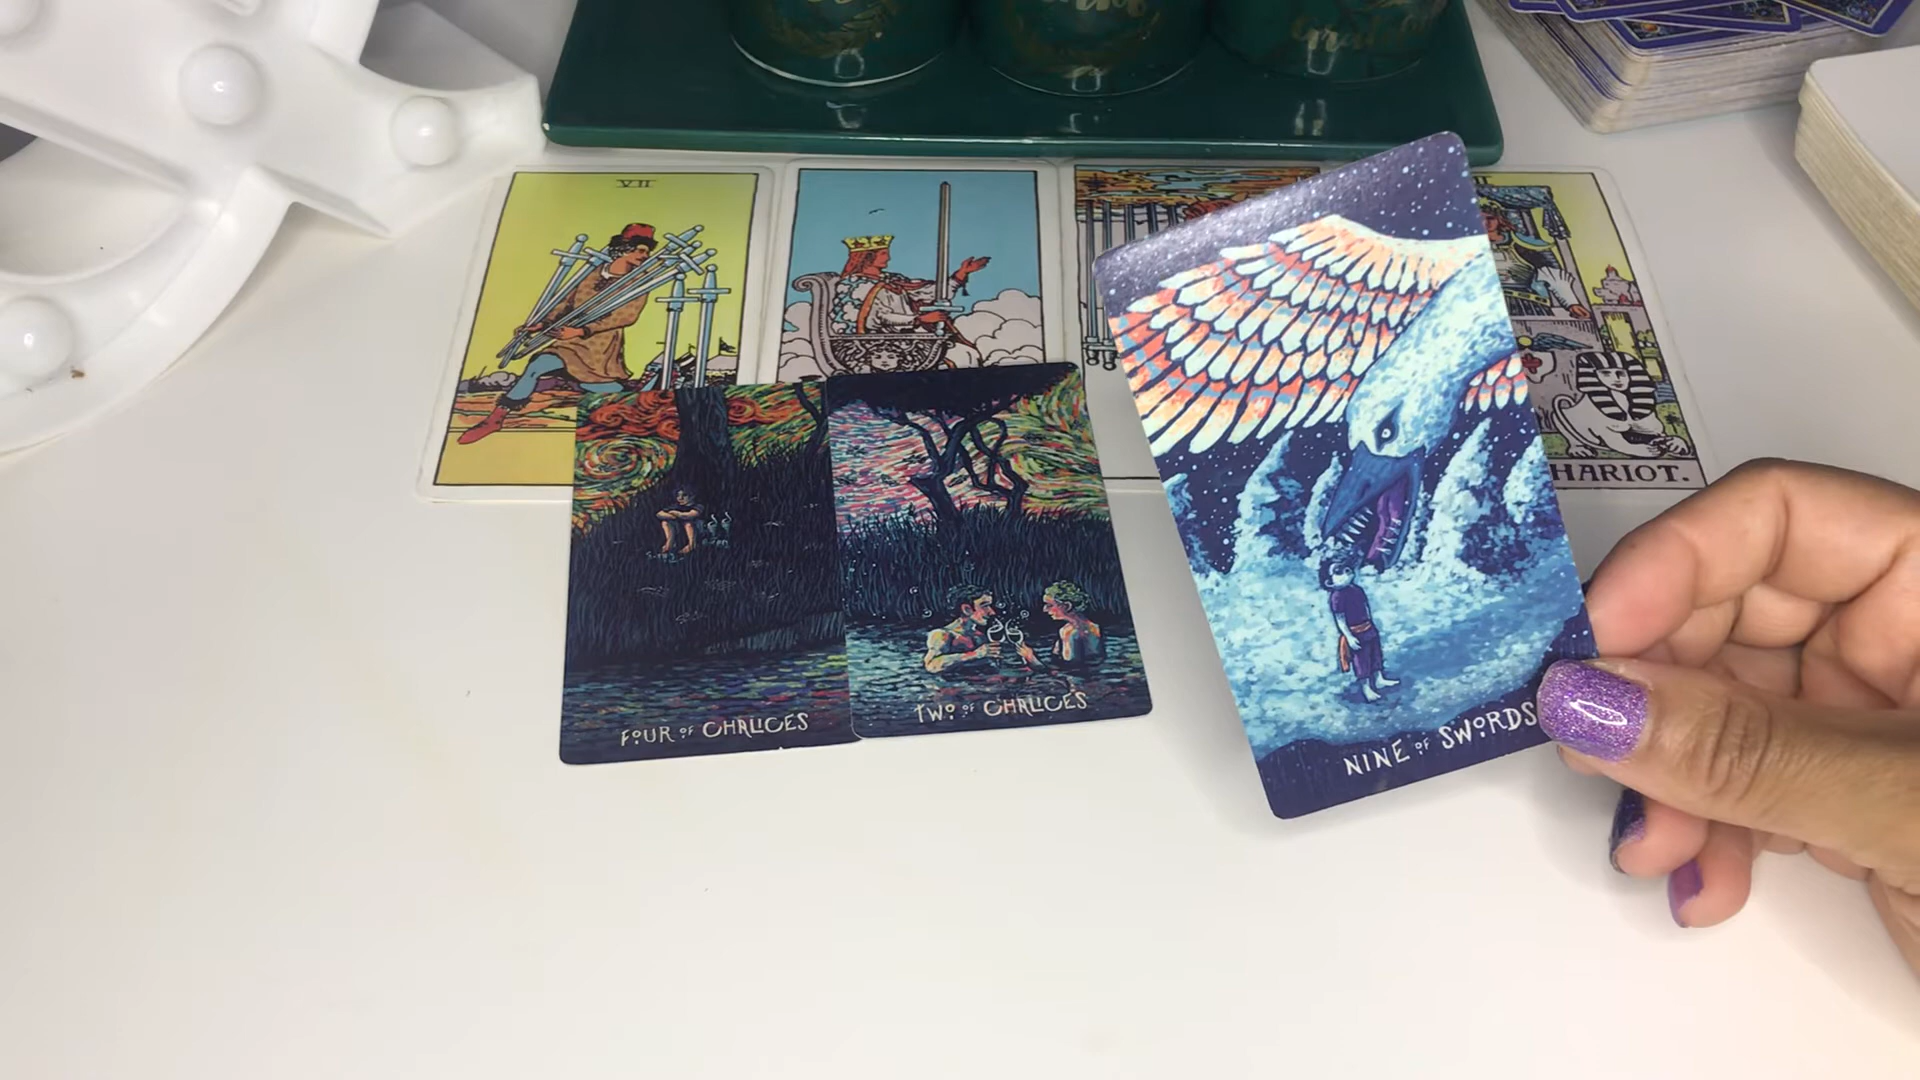 VII
HARIOT.
FOUR OF CHALICES
TWO OF CHALICES
NINE OF SWORDS